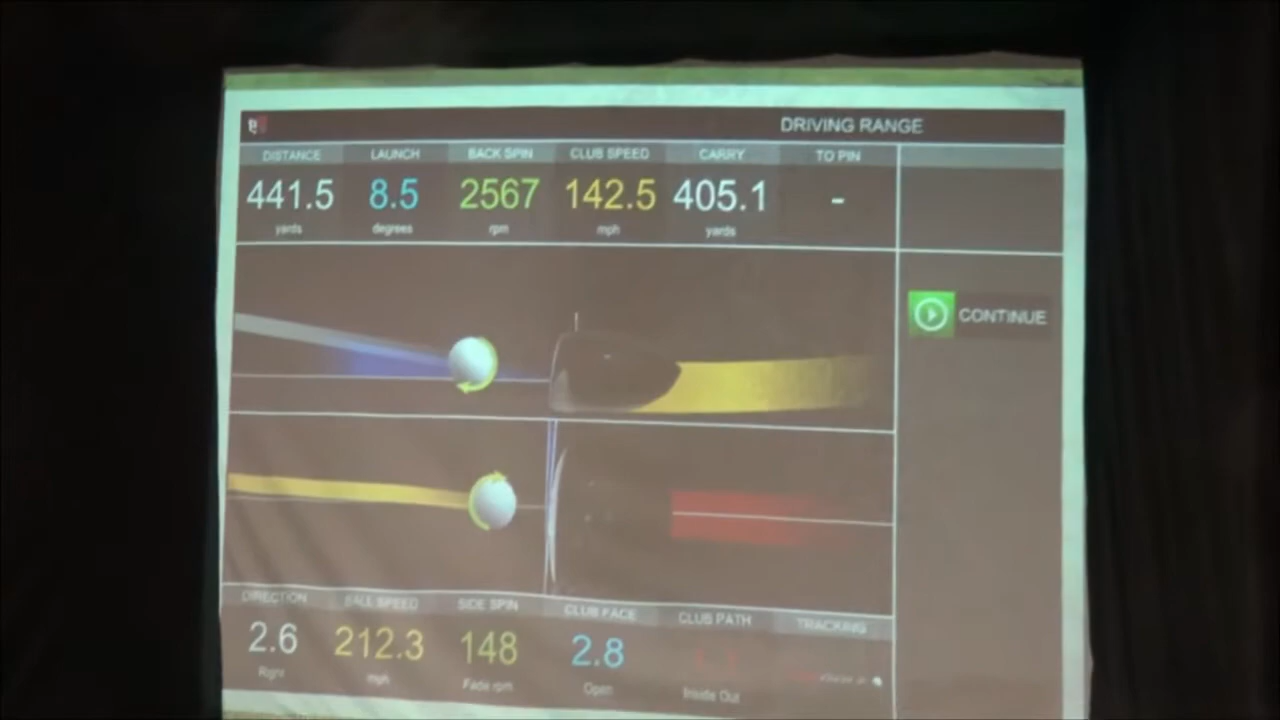 DRIVING RANGE
DISTANCE LAUNCH BACK SPIN CLUB SPEED CARRY TO PIN
441.5 8.5 2567 142.5 405.1 -
yards degrees rpm mph yards
CONTINUE
DIRECTION BALL SPEED SIDE SPIN CLUB FACE CLUB PATH TRACKING
2.6 212.3 148 2.8
Right mph Fade rpm Open Inside Out